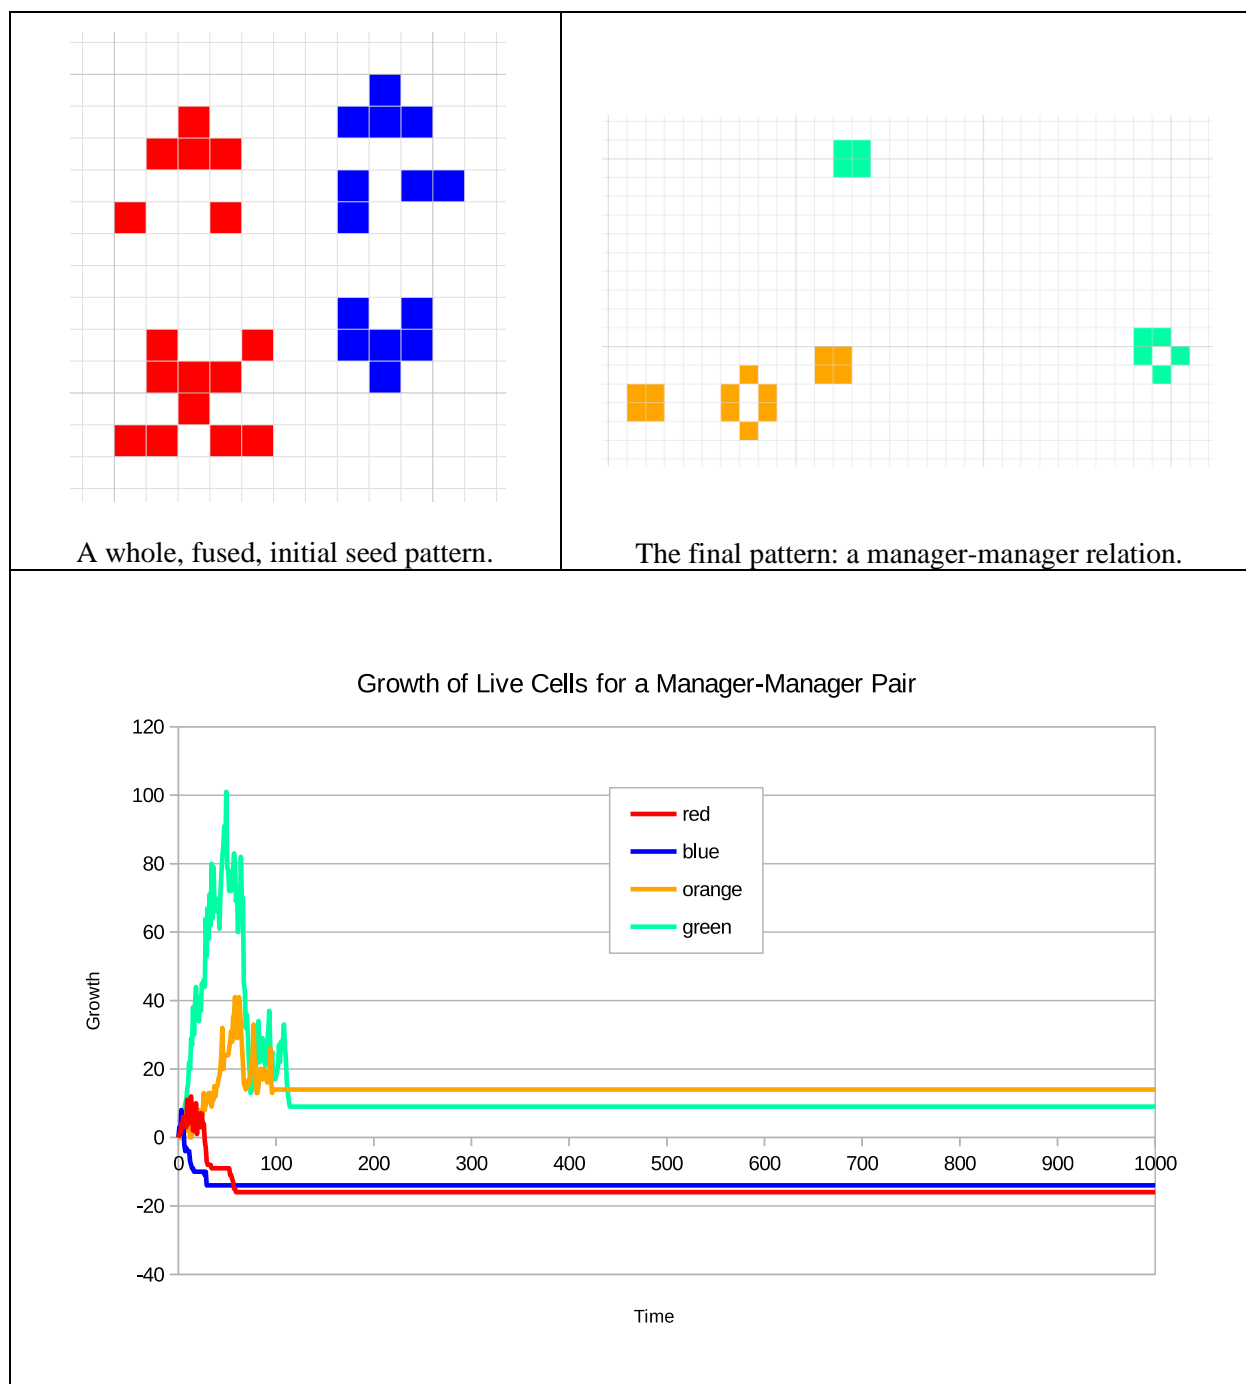 A whole, fused, initial seed pattern.
The final pattern: a manager-manager relation.
Growth of Live Cells for a Manager-Manager Pair
120
100
80
60
40
20
0
-20
-40
Growth
red
blue
orange
green
0 100 200 300 400 500 600 700 800 900 1000
Time